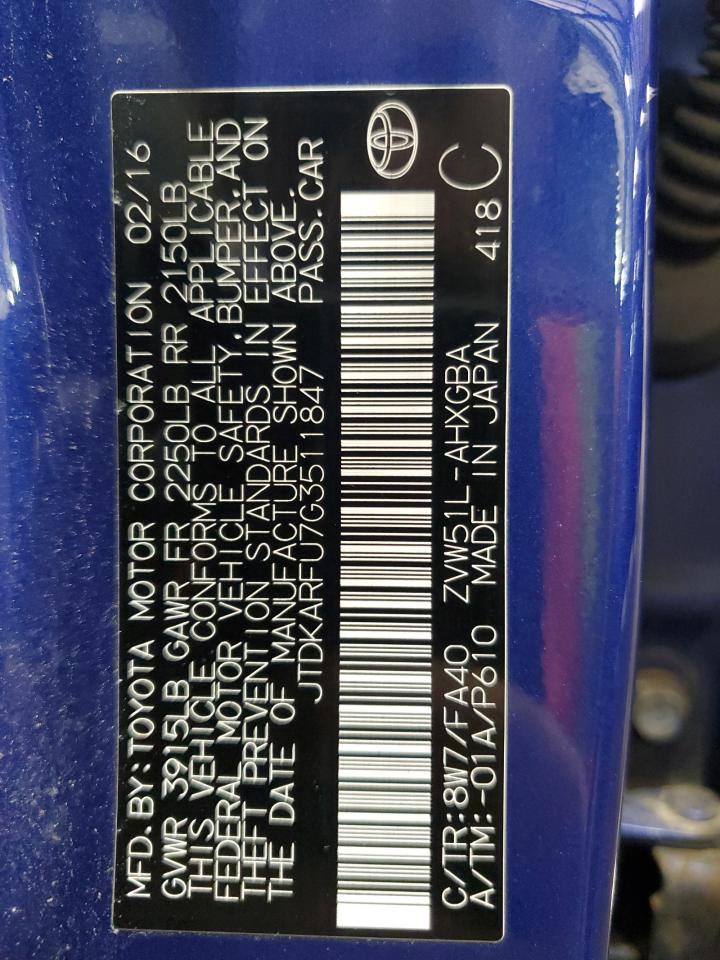 MFD. BY: TOYOTA MOTOR CORPORATION 02/16
GVWR 3915LB GAWR FR 2250LB RR 2150LB
THIS VEHICLE CONFORMS TO ALL APPLICABLE
FEDERAL MOTOR VEHICLE SAFETY, BUMPER, AND
THEFT PREVENTION STANDARDS IN EFFECT ON
THE DATE OF MANUFACTURE SHOWN ABOVE.
JTDKARFU7G3511847 PASS. CAR
C/TR: 8W7/FA40 ZVW51L-AHXGBA 418 C
A/TM: -01A/P610 MADE IN JAPAN